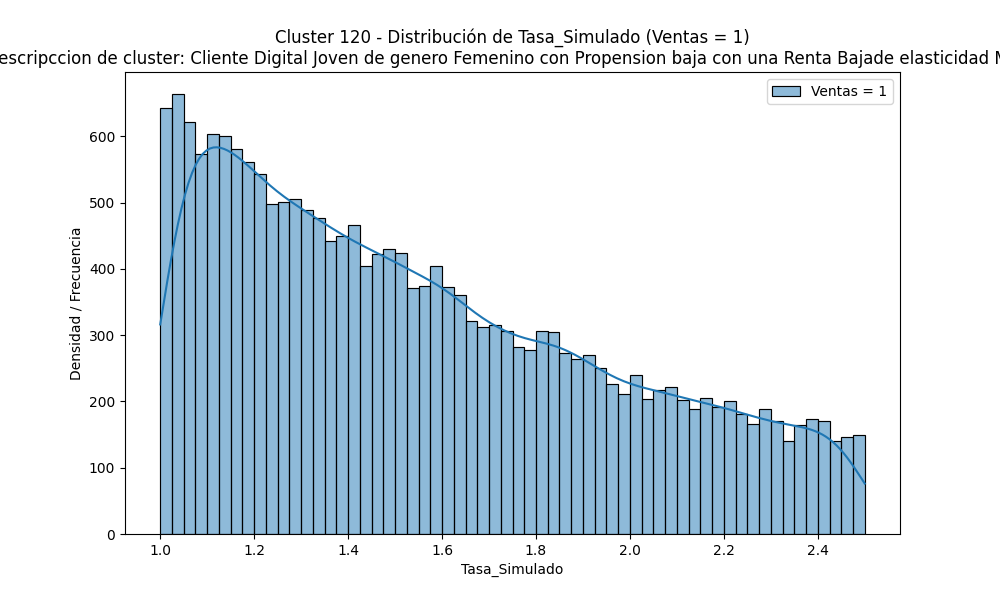 Cluster 120 - Distribución de Tasa_Simulado (Ventas = 1)
escripccion de cluster: Cliente Digital Joven de genero Femenino con Propension baja con una Renta Bajade elasticidad
Ventas = 1
Densidad / Frecuencia
600
500
400
300
200
100
0
1.0 1.2 1.4 1.6 1.8 2.0 2.2 2.4
Tasa_Simulado